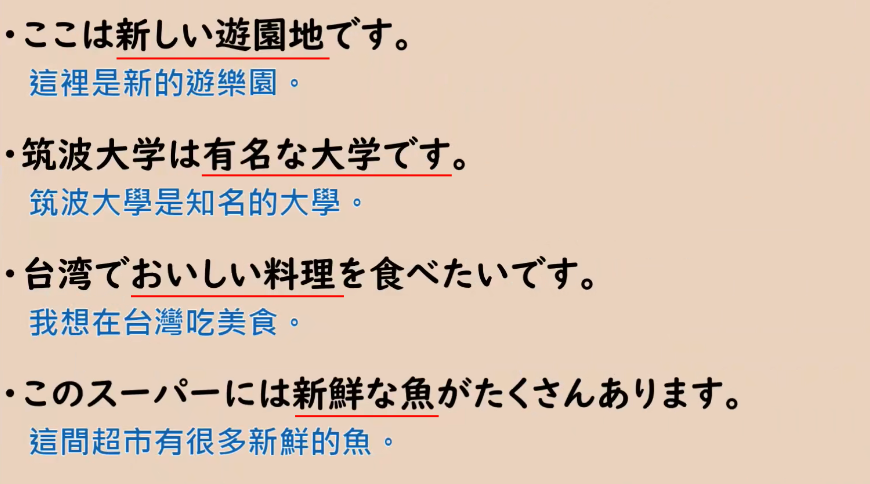 ・ここは新しい遊園地です。
這裡是新的遊樂園。
・筑波大学は有名な大学です。
筑波大學是知名的大學。
・台湾でおいしい料理を食べたいです。
我想在台灣吃美食。
・このスーパーには新鮮な魚がたくさんあります。
這間超市有很多新鮮的魚。